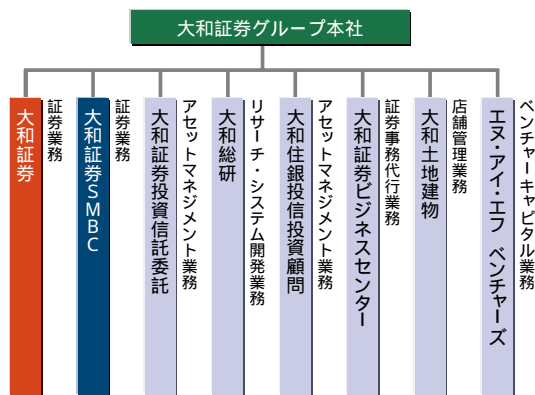 大和証券グループ本社
大和証券
証券業務
大和証券SMBC
証券業務
大和証券投資信託委託
アセットマネジメント業務
大和総研
リサーチ・システム開発業務
大和住銀投信投資顧問
アセットマネジメント業務
大和証券ビジネスセンター
証券事務代行業務
大和土地建物
店舗管理業務
エヌ・アイ・エフ ベンチャーズ
ベンチャーキャピタル業務